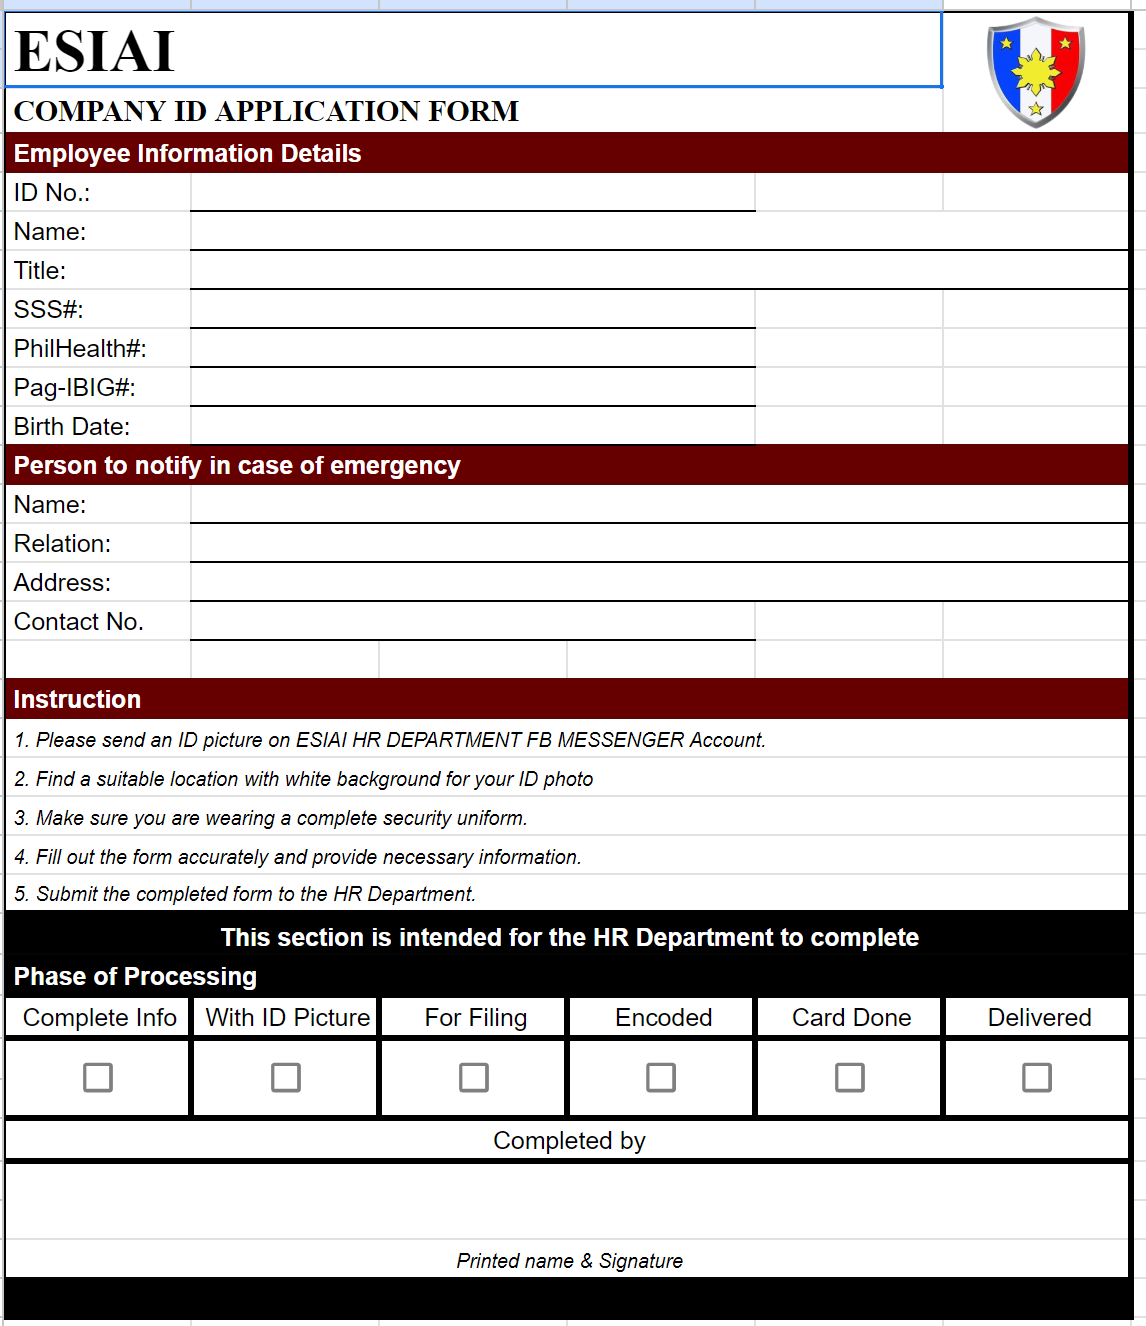 ESIAI
COMPANY ID APPLICATION FORM
Employee Information Details
ID No.:
Name:
Title:
SSS#:
PhilHealth#:
Pag-IBIG#:
Birth Date:
Person to notify in case of emergency
Name:
Relation:
Address:
Contact No.
Instruction
1. Please send an ID picture on ESIAI HR DEPARTMENT FB MESSENGER Account.
2. Find a suitable location with white background for your ID photo
3. Make sure you are wearing a complete security uniform.
4. Fill out the form accurately and provide necessary information.
5. Submit the completed form to the HR Department.
This section is intended for the HR Department to complete
Phase of Processing
Complete Info With ID Picture For Filing Encoded Card Done Delivered
Completed by
Printed name & Signature